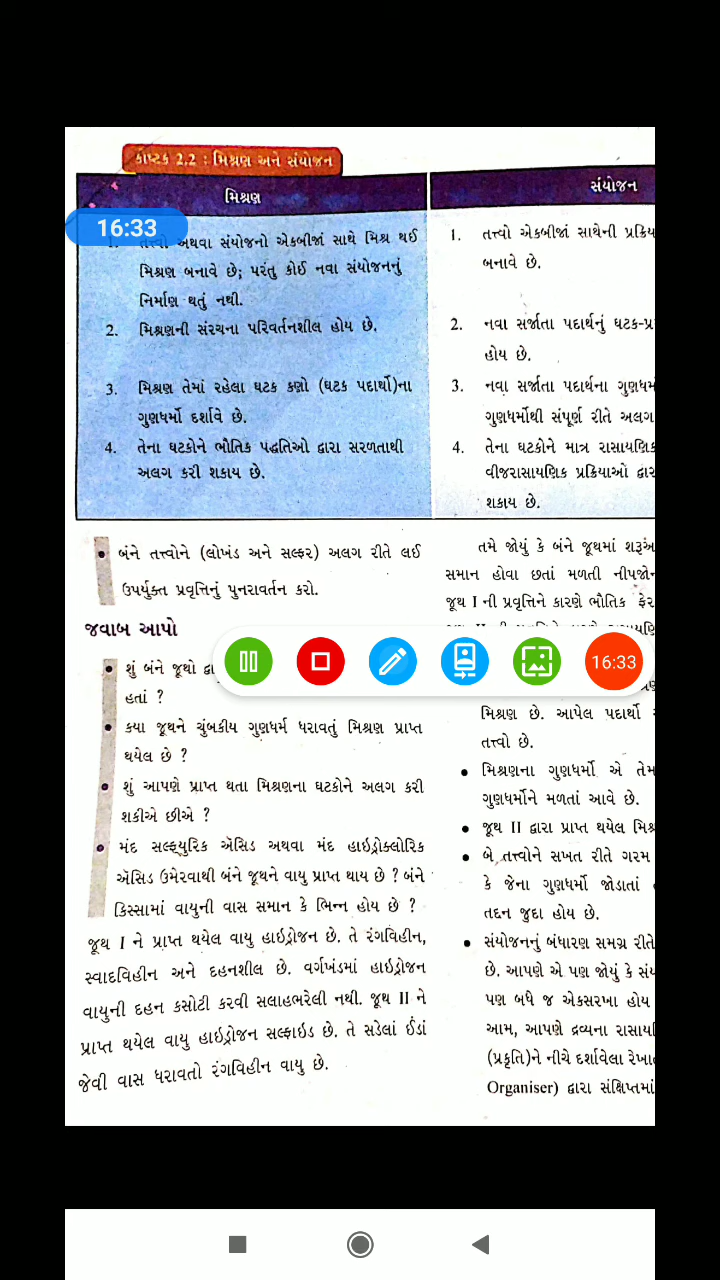 કોષ્ટક 2.2 : મિશ્રણ અને સંયોજન
મિશ્રણ
16:33
1. તત્ત્વો અથવા સંયોજનો એકબીજાં સાથે મિશ્ર થઈ
મિશ્રણ બનાવે છે; પરંતુ કોઈ નવા સંયોજનનું
નિર્માણ થતું નથી.
2. મિશ્રણની સંરચના પરિવર્તનશીલ હોય છે.
3. મિશ્રણ તેમાં રહેલા ઘટક કણો (ઘટક પદાર્થો)ના
ગુણધર્મો દર્શાવે છે.
4. તેના ઘટકોને ભૌતિક પદ્ધતિઓ દ્વારા સરળતાથી
અલગ કરી શકાય છે.
સંયોજન
1. તત્ત્વો એકબીજાં સાથેની પ્રક્રિય
બનાવે છે.
2. નવા સર્જાતા પદાર્થનું ઘટક-પ્ર
હોય છે.
3. નવા સર્જાતા પદાર્થના ગુણધર્મ
ગુણધર્મોથી સંપૂર્ણ રીતે અલગ
4. તેના ઘટકોને માત્ર રાસાયણિક
વીજરાસાયણિક પ્રક્રિયાઓ દ્વાર
શકાય છે.
• બંને તત્ત્વોને (લોખંડ અને સલ્ફર) અલગ રીતે લઈ
ઉપર્યુક્ત પ્રવૃત્તિનું પુનરાવર્તન કરો.
જવાબ આપો
• શું બંને જૂથો દ્વા
હતાં ?
• કયા જૂથને ચુંબકીય ગુણધર્મ ધરાવતું મિશ્રણ પ્રાપ્ત
થયેલ છે ?
• શું આપણે પ્રાપ્ત થતા મિશ્રણના ઘટકોને અલગ કરી
શકીએ છીએ ?
• મંદ સલ્ફ્યુરિક ઍસિડ અથવા મંદ હાઇડ્રોક્લોરિક
ઍસિડ ઉમેરવાથી બંને જૂથને વાયુ પ્રાપ્ત થાય છે ? બંને
કિસ્સામાં વાયુની વાસ સમાન કે ભિન્ન હોય છે ?
જૂથ I ને પ્રાપ્ત થયેલ વાયુ હાઇડ્રોજન છે. તે રંગવિહીન,
સ્વાદવિહીન અને દહનશીલ છે. વર્ગખંડમાં હાઇડ્રોજન
વાયુની દહન કસોટી કરવી સલાહભરેલી નથી. જૂથ II ને
પ્રાપ્ત થયેલ વાયુ હાઇડ્રોજન સલ્ફાઇડ છે. તે સડેલાં ઈંડાં
જેવી વાસ ધરાવતો રંગવિહીન વાયુ છે.
તમે જોયું કે બંને જૂથમાં શરૂઆ
સમાન હોવા છતાં મળતી નીપજોન
જૂથ I ની પ્રવૃત્તિને કારણે ભૌતિક ફેર
16:33
મિશ્રણ છે. આપેલ પદાર્થો
તત્ત્વો છે.
• મિશ્રણના ગુણધર્મો એ તેમ
ગુણધર્મોને મળતાં આવે છે.
• જૂથ II દ્વારા પ્રાપ્ત થયેલ મિશ્ર
• બે તત્ત્વોને સખત રીતે ગરમ
કે જેના ગુણધર્મો જોડાતાં
તદ્દન જુદા હોય છે.
• સંયોજનનું બંધારણ સમગ્ર રીતે
છે. આપણે એ પણ જોયું કે સંય
પણ બધે જ એકસરખા હોય
આમ, આપણે દ્રવ્યના રાસાયણિ
(પ્રકૃતિ)ને નીચે દર્શાવેલા રેખા
Organiser) દ્વારા સંક્ષિપ્તમાં